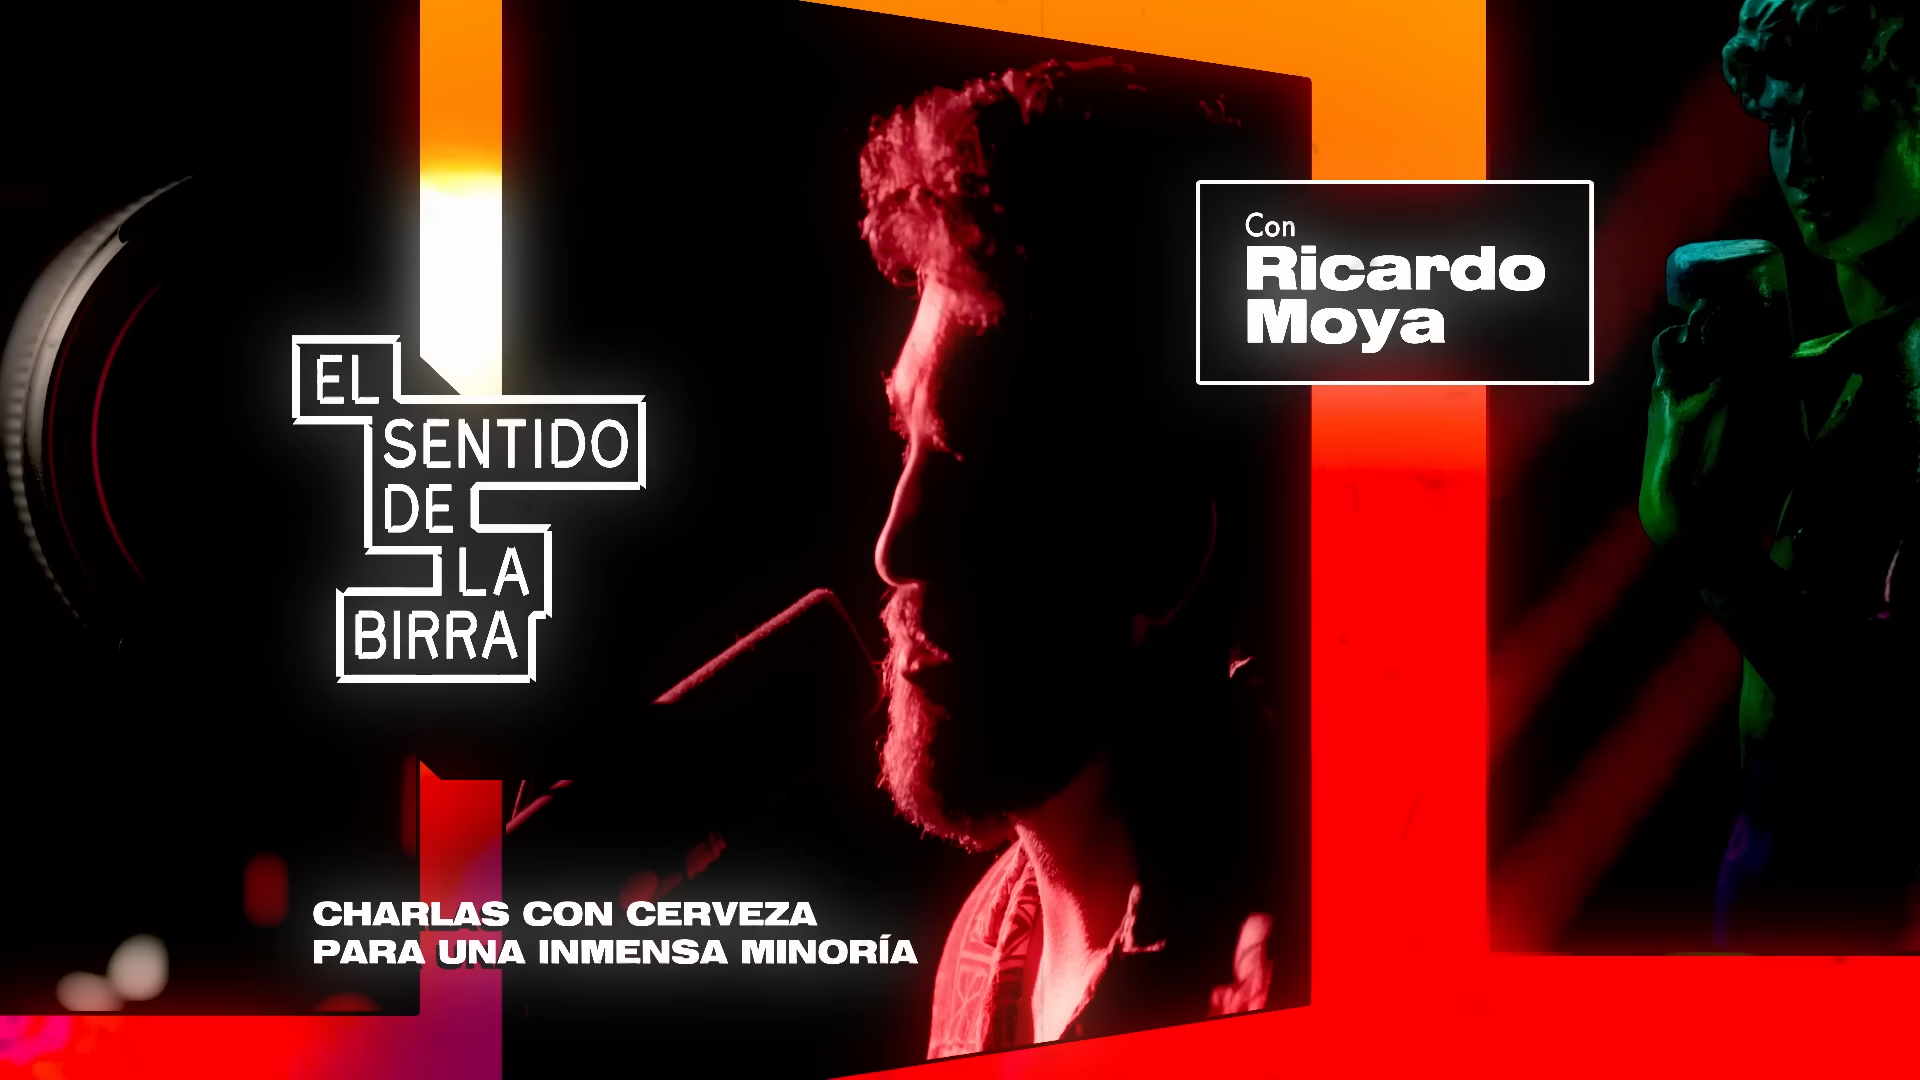 EL
SENTIDO
DE
LA
BIRRA
Con
Ricardo
Moya
CHARLAS CON CERVEZA
PARA UNA INMENSA MINORÍA